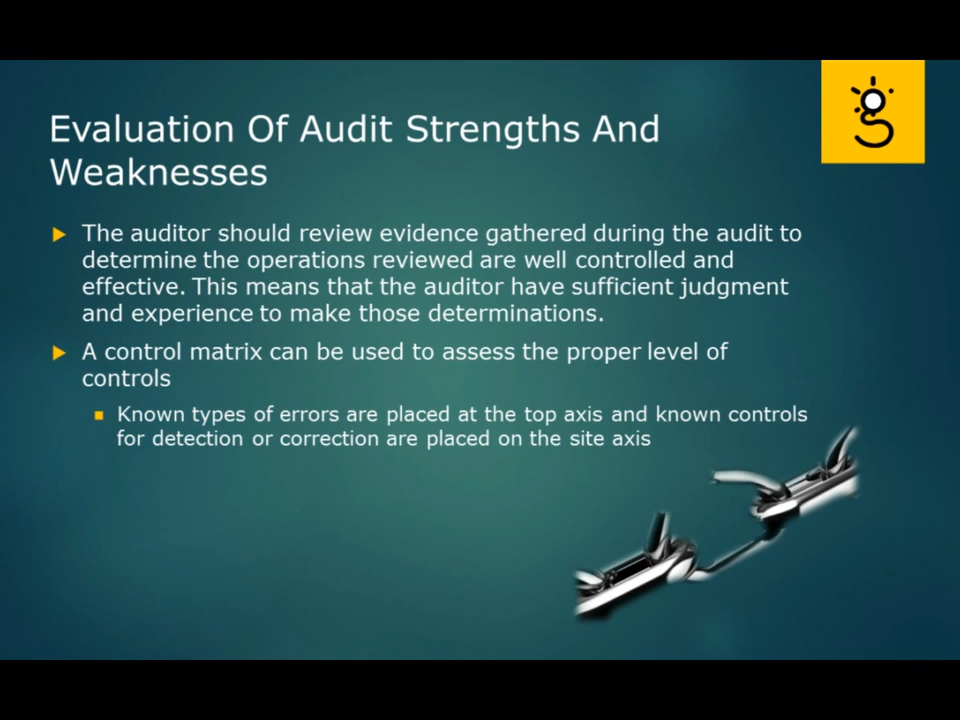 Evaluation Of Audit Strengths And
Weaknesses
The auditor should review evidence gathered during the audit to
determine the operations reviewed are well controlled and
effective. This means that the auditor have sufficient judgment
and experience to make those determinations.
A control matrix can be used to assess the proper level of
controls
Known types of errors are placed at the top axis and known controls
for detection or correction are placed on the site axis